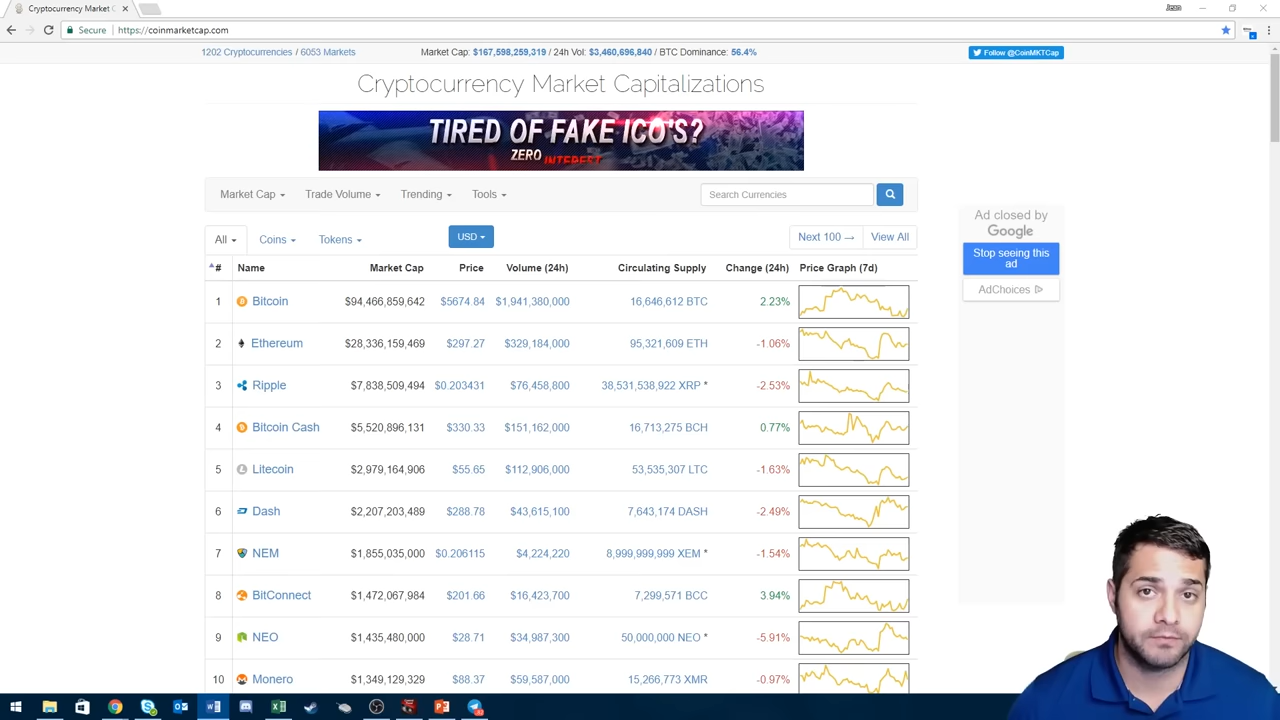 Cryptocurrency Market C
Secure https://coinmarketcap.com
1202 Cryptocurrencies / 6053 Markets
Market Cap: $167,598,259,319 / 24h Vol: $3,460,696,840 / BTC Dominance: 56.4%
Follow @CoinMKTCap
Cryptocurrency Market Capitalizations
TIRED OF FAKE ICO'S?
ZERO INTEREST
Market Cap Trade Volume Trending Tools Search Currencies
Ad closed by
Google
Stop seeing this
ad
AdChoices
All Coins Tokens USD Next 100 → View All
# Name Market Cap Price Volume (24h) Circulating Supply Change (24h) Price Graph (7d)
1 Bitcoin $94,466,859,642 $5674.84 $1,941,380,000 16,646,612 BTC 2.23%
2 Ethereum $28,336,159,469 $297.27 $329,184,000 95,321,609 ETH -1.06%
3 Ripple $7,838,509,494 $0.203431 $76,458,800 38,531,538,922 XRP * -2.53%
4 Bitcoin Cash $5,520,896,131 $330.33 $151,162,000 16,713,275 BCH 0.77%
5 Litecoin $2,979,164,906 $55.65 $112,906,000 53,535,307 LTC -1.63%
6 Dash $2,207,203,489 $288.78 $43,615,100 7,643,174 DASH -2.49%
7 NEM $1,855,035,000 $0.206115 $4,224,220 8,999,999,999 XEM * -1.54%
8 BitConnect $1,472,067,984 $201.66 $16,423,700 7,299,571 BCC 3.94%
9 NEO $1,435,480,000 $28.71 $34,987,300 50,000,000 NEO * -5.91%
10 Monero $1,349,129,329 $88.37 $59,587,000 15,266,773 XMR -0.97%